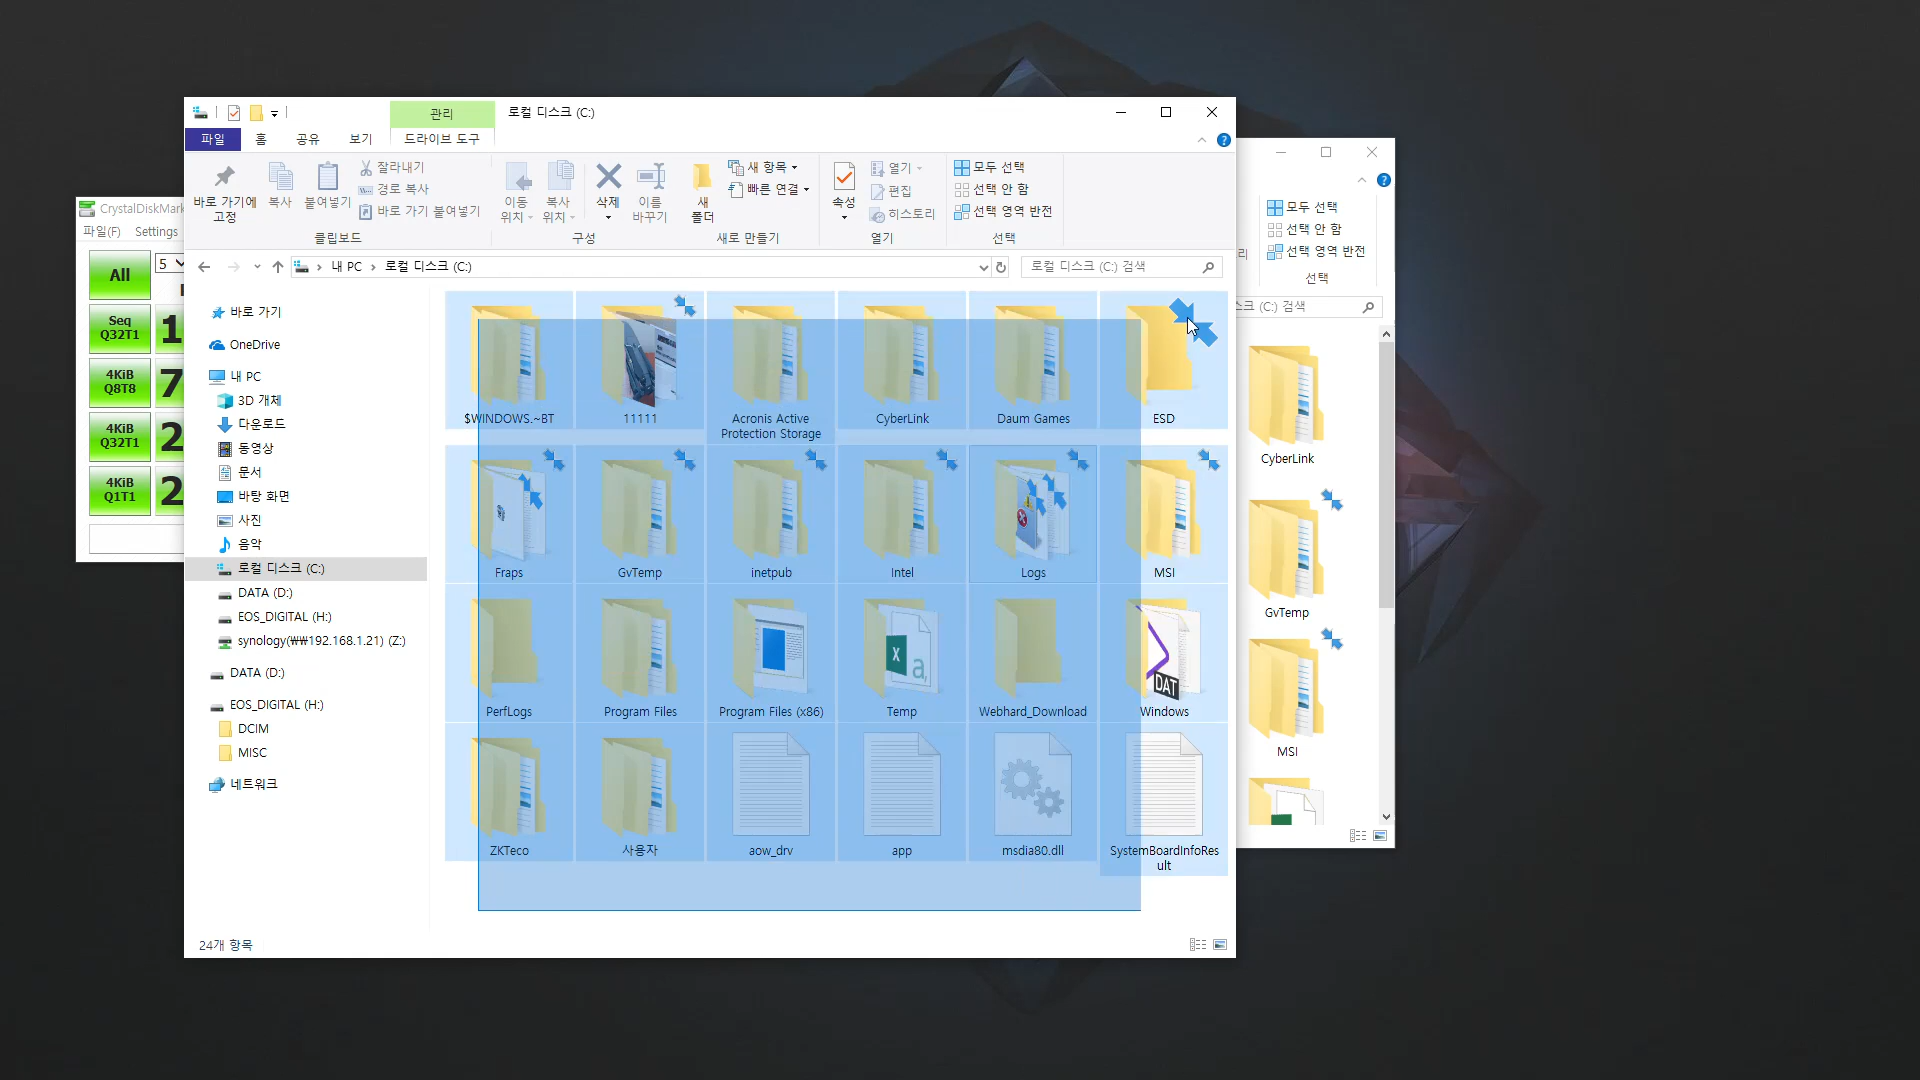 관리
로컬 디스크 (C:)
파일
홈
공유
보기
드라이브 도구
바로 가기에
고정
복사
붙여넣기
잘라내기
경로 복사
바로 가기 붙여넣기
클립보드
이동
위치
복사
위치
삭제
이름
바꾸기
구성
새
폴더
새 항목
빠른 연결
새로 만들기
속성
열기
편집
히스토리
열기
모두 선택
선택 안 함
선택 영역 반전
선택
내 PC
로컬 디스크 (C:)
로컬 디스크 (C:) 검색
바로 가기
OneDrive
내 PC
3D 개체
다운로드
동영상
문서
바탕 화면
사진
음악
로컬 디스크 (C:)
DATA (D:)
EOS_DIGITAL (H:)
synology(₩₩192.168.1.21) (Z:)
DATA (D:)
EOS_DIGITAL (H:)
DCIM
MISC
네트워크
$WINDOWS.~BT
11111
Acronis Active
Protection Storage
CyberLink
Daum Games
ESD
Fraps
GvTemp
inetpub
Intel
Logs
MSI
PerfLogs
Program Files
Program Files (x86)
Temp
Webhard_Download
DAT
Windows
ZKTeco
사용자
aow_drv
app
msdia80.dll
SystemBoardInfoRes
ult
24개 항목
CrystalDiskMark
파일(F)
Settings
All
5
Seq
Q32T1
1
4KiB
Q8T8
7
4KiB
Q32T1
2
4KiB
Q1T1
2
모두 선택
선택 안 함
선택 영역 반전
리
선택
스크 (C:) 검색
CyberLink
GvTemp
MSI